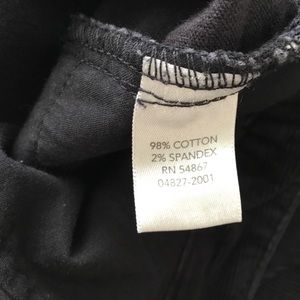 98% COTTON
2% SPANDEX
RN 54867
04827-2001